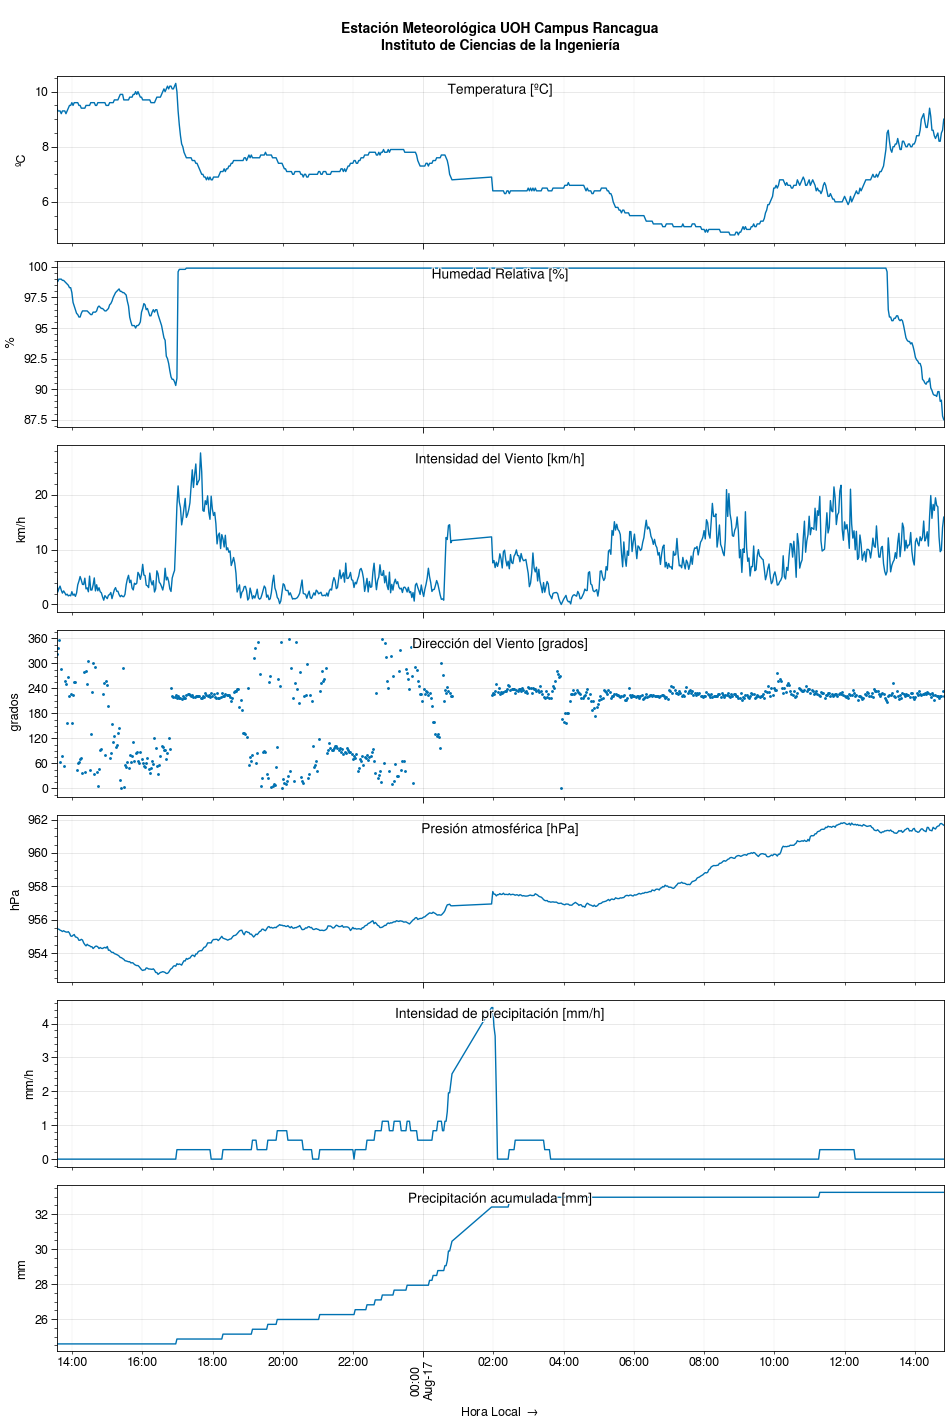 Estación Meteorológica UOH Campus Rancagua
Instituto de Ciencias de la Ingeniería
Temperatura [ºC]
ºC
10
8
6
Humedad Relativa [%]
%
100
97.5
95
92.5
90
87.5
Intensidad del Viento [km/h]
km/h
20
10
0
Dirección del Viento [grados]
grados
360
300
240
180
120
60
0
Presión atmosférica [hPa]
hPa
962
960
958
956
954
Intensidad de precipitación [mm/h]
mm/h
4
3
2
1
0
Precipitación acumulada [mm]
mm
32
30
28
26
14:00 16:00 18:00 20:00 22:00 00:00 02:00 04:00 06:00 08:00 10:00 12:00 14:00
Aug-17
Hora Local →